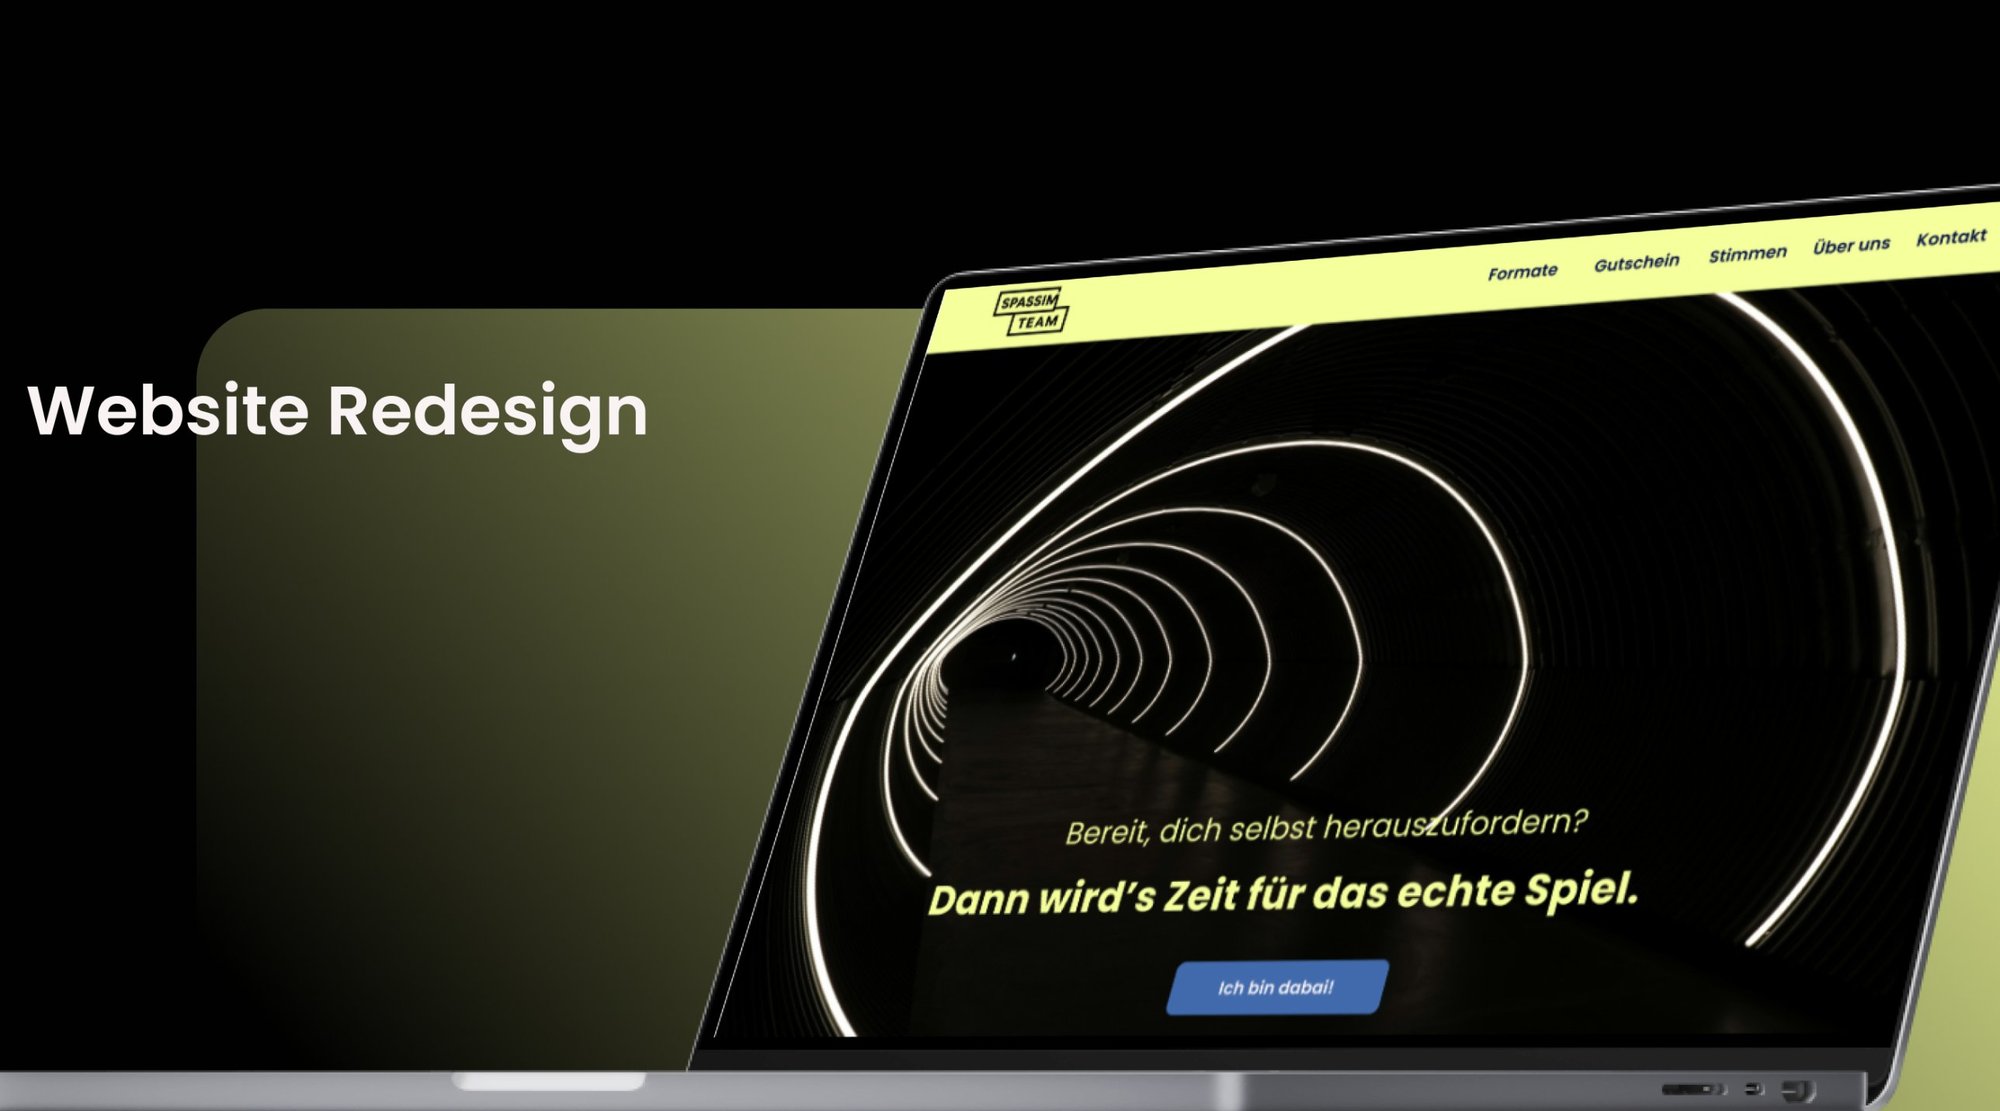 Website Redesign
SPASSIM
TEAM
Formate
Gutschein
Stimmen
Über uns
Kontakt
Bereit, dich selbst herauszufordern?
Dann wird’s Zeit für das echte Spiel.
Ich bin dabai!